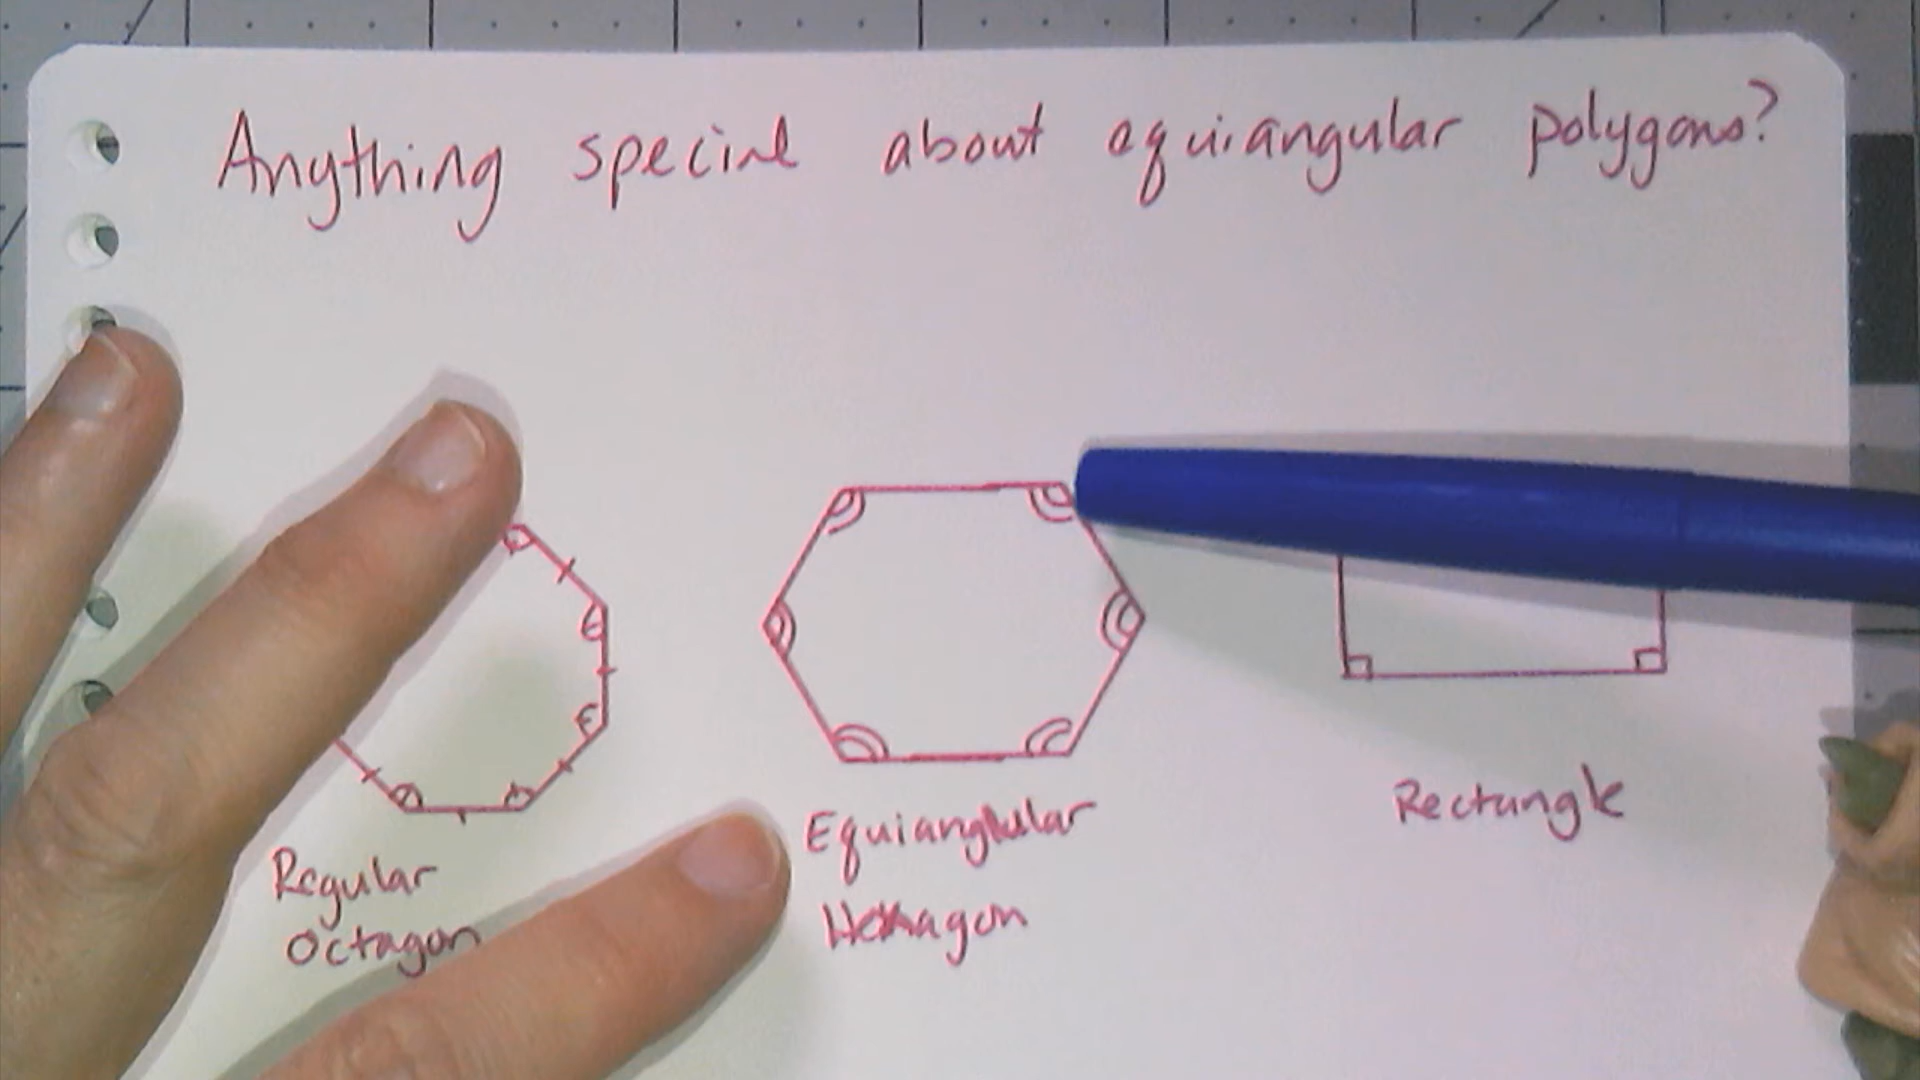 Anything special about equiangular polygons?
Regular
Octagon
Equiangular
Hexagon
Rectangle